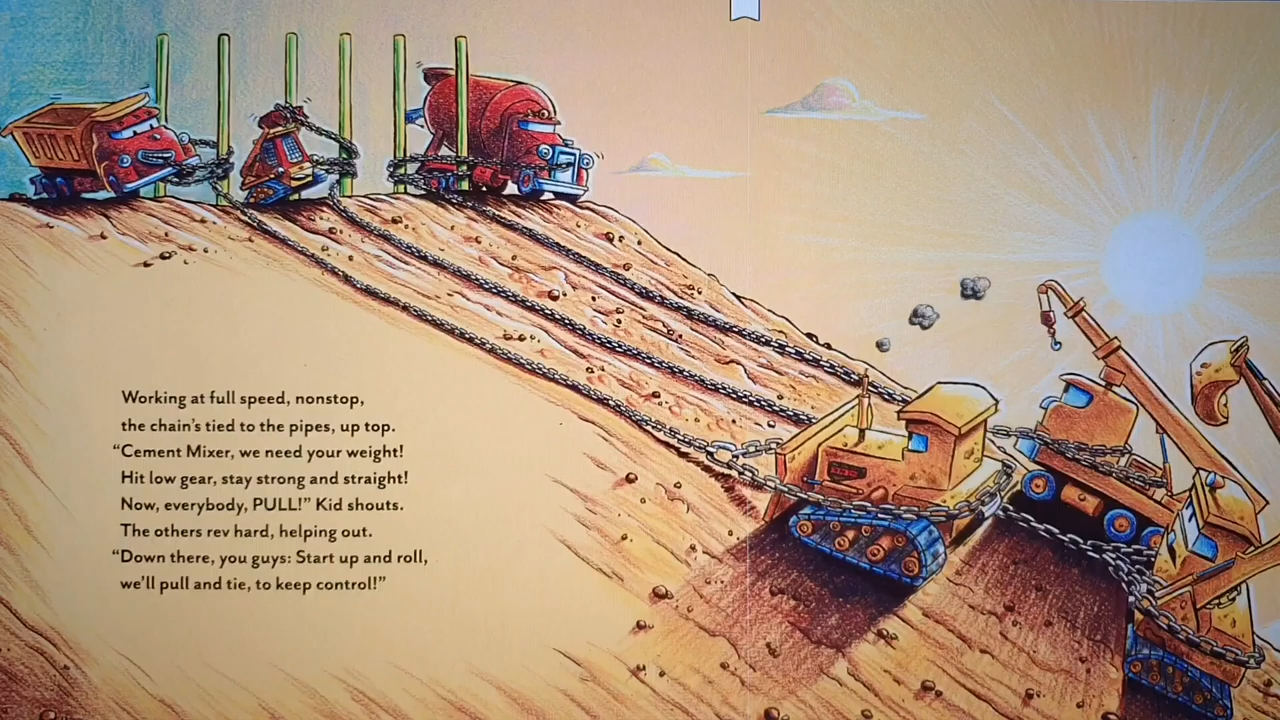 Working at full speed, nonstop,
the chain's tied to the pipes, up top.
“Cement Mixer, we need your weight!
Hit low gear, stay strong and straight!
Now, everybody, PULL!” Kid shouts.
The others rev hard, helping out.
“Down there, you guys: Start up and roll,
we'll pull and tie, to keep control!”